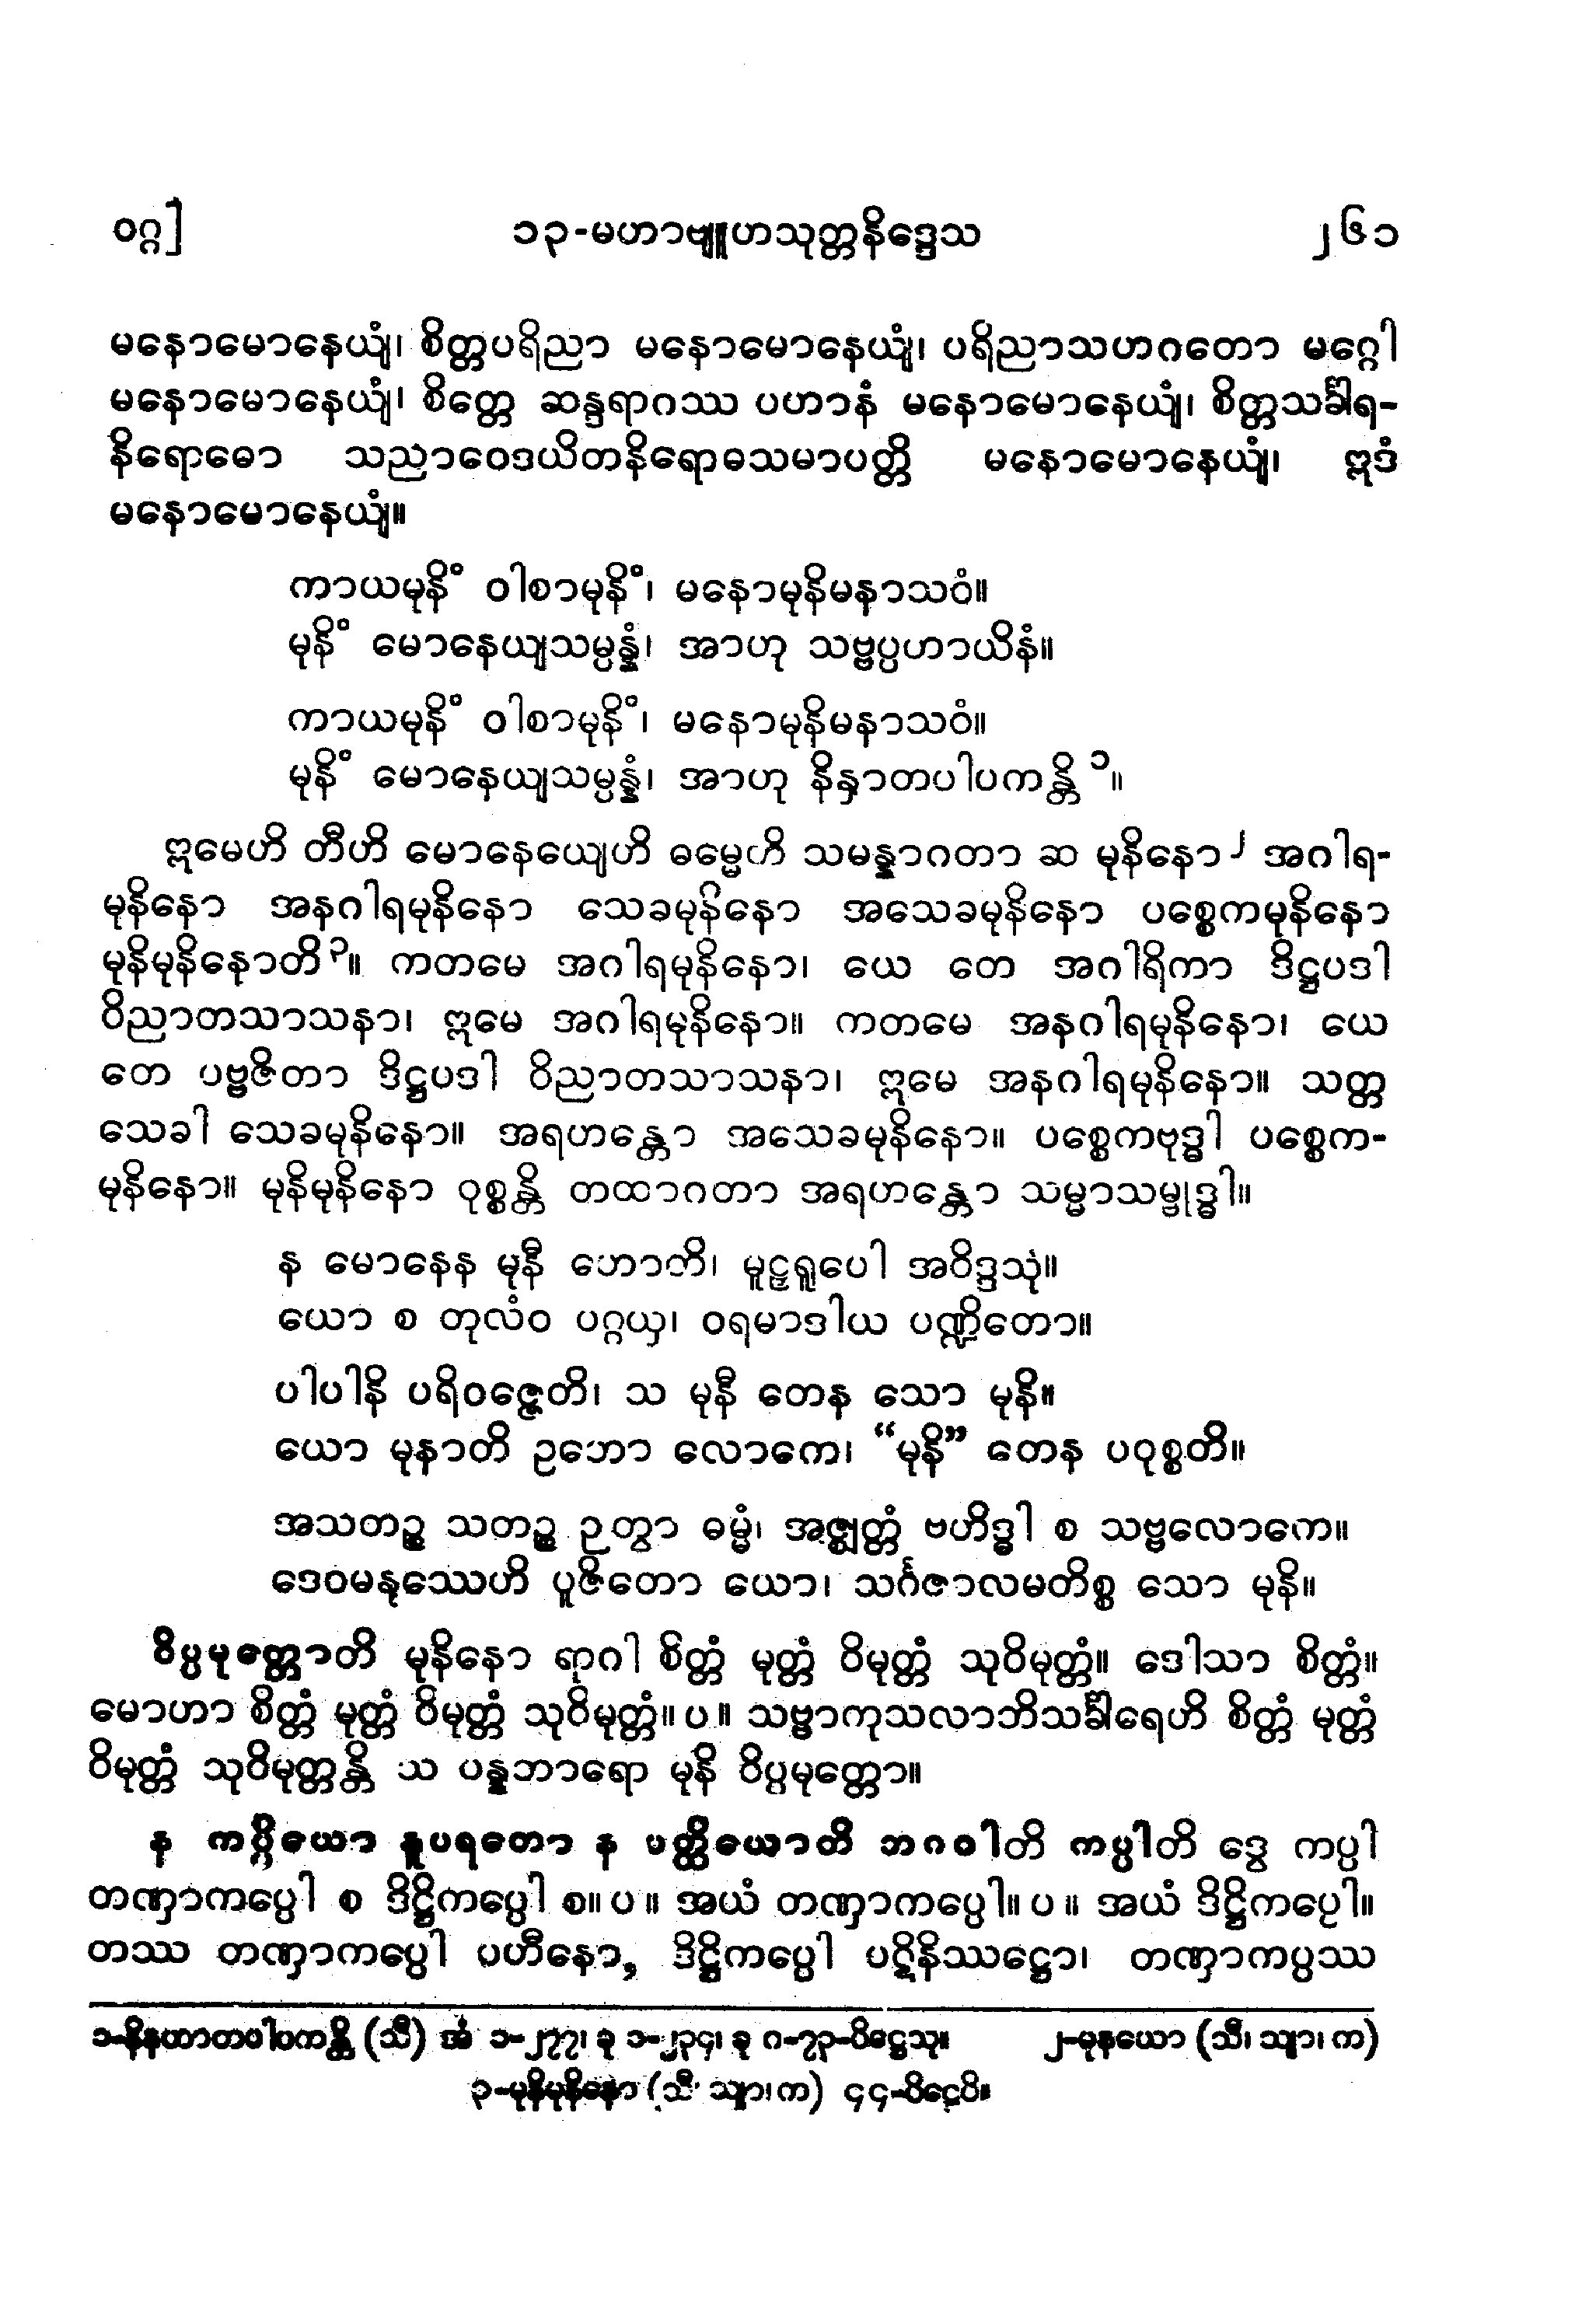 ဝဂ္ဂ] ၁၃-မဟာဗျူဟသုတ္တနိဒ္ဒေသ ၂၆၁
မနောမောနေယျံ၊ စိတ္တပရိညာ မနောမောနေယျံ၊ ပရိညာသဟဂတော မဂ္ဂေါ
မနောမောနေယျံ၊ စိတ္တေ ဆန္ဒရာဂဿ ပဟာနံ မနောမောနေယျံ၊ စိတ္တသင်္ခါရ-
နိရောဓော သညာဝေဒယိတနိရောဓသမာပတ္တိ မနောမောနေယျံ၊ ဣဒံ
မနောမောနေယျံ။
ကာယမုနိံ ဝါစာမုနိံ၊ မနောမုနိမနာသဝံ။
မုနိံ မောနေယျသမ္ပန္နံ၊ အာဟု သဗ္ဗပ္ပဟာယိနံ။
ကာယမုနိံ ဝါစာမုနိံ၊ မနောမုနိမနာသဝံ။
မုနိံ မောနေယျသမ္ပန္နံ၊ အာဟု နိနှာတပါပကန္တိ ၁။
ဣမေဟိ တီဟိ မောနေယျေဟိ ဓမ္မေဟိ သမန္နာဂတာ ဆ မုနိနော ၂ အဂါရ-
မုနိနော အနဂါရမုနိနော သေခမုနိနော အသေခမုနိနော ပစ္စေကမုနိနော
မုနိမုနိနောတိ ၃။ ကတမေ အဂါရမုနိနော၊ ယေ တေ အဂါရိကာ ဒိဋ္ဌပဒါ
ဝိညာတသာသနာ၊ ဣမေ အဂါရမုနိနော။ ကတမေ အနဂါရမုနိနော၊ ယေ
တေ ပဗ္ဗဇိတာ ဒိဋ္ဌပဒါ ဝိညာတသာသနာ၊ ဣမေ အနဂါရမုနိနော။ သတ္တ
သေခါ သေခမုနိနော။ အရဟန္တော အသေခမုနိနော။ ပစ္စေကဗုဒ္ဓါ ပစ္စေက-
မုနိနော။ မုနိမုနိနော ဝုစ္စန္တိ တထာဂတာ အရဟန္တော သမ္မာသမ္ဗုဒ္ဓါ။
န မောနေန မုနီ ဟောတိ၊ မူဠှရူပေါ အဝိဒ္ဒသု။
ယော စ တုလံဝ ပဂ္ဂယှ၊ ဝရမာဒါယ ပဏ္ဍိတော။
ပါပါနိ ပရိဝဇ္ဇေတိ၊ သ မုနီ တေန သော မုနိ။
ယော မုနာတိ ဥဘော လောကေ၊ “မုနိ” တေန ပဝုစ္စတိ။
အသတဉ္စ သတဉ္စ ဉတွာ ဓမ္မံ၊ အဇ္ဈတ္တံ ဗဟိဒ္ဓါ စ သဗ္ဗလောကေ။
ဒေဝမနုဿေဟိ ပူဇိတော ယော၊ သင်္ဂဇာလမတိစ္စ သော မုနိ။
ဝိပ္ပမုတ္တောတိ မုနိနော ရာဂါ စိတ္တံ မုတ္တံ ဝိမုတ္တံ သုဝိမုတ္တံ။ ဒေါသာ စိတ္တံ။
မောဟာ စိတ္တံ မုတ္တံ ဝိမုတ္တံ သုဝိမုတ္တံ။ ပ ။ သဗ္ဗာကုသလာဘိသင်္ခါရေဟိ စိတ္တံ မုတ္တံ
ဝိမုတ္တံ သုဝိမုတ္တန္တိ သ ပန္နဘာရော မုနိ ဝိပ္ပမုတ္တော။
န ကပ္ပိယော နူပရတော န ပတ္ထိယောတိ ဘဂဝါတိ ကပ္ပါတိ ဒွေ ကပ္ပါ
တဏှာကပ္ပေါ စ ဒိဋ္ဌိကပ္ပေါ စ။ ပ ။ အယံ တဏှာကပ္ပေါ။ ပ ။ အယံ ဒိဋ္ဌိကပ္ပေါ။
တဿ တဏှာကပ္ပေါ ပဟီနော, ဒိဋ္ဌိကပ္ပေါ ပဋိနိဿဋ္ဌော၊ တဏှာကပ္ပဿ
၁-နိနဟာတပါပကန္တိ (သီ) အံ ၁-၂၇၇၊ ခု ၁-၂၃၄၊ ခု ဂ-၇၃-ပိဋ္ဌေသု။ ၂-မုနယော (သီ၊ သျာ၊ က)
၃-မုနိမုနိနော (သီ၊ သျာ၊ က) ၄၄-ပိဋ္ဌေပိ။